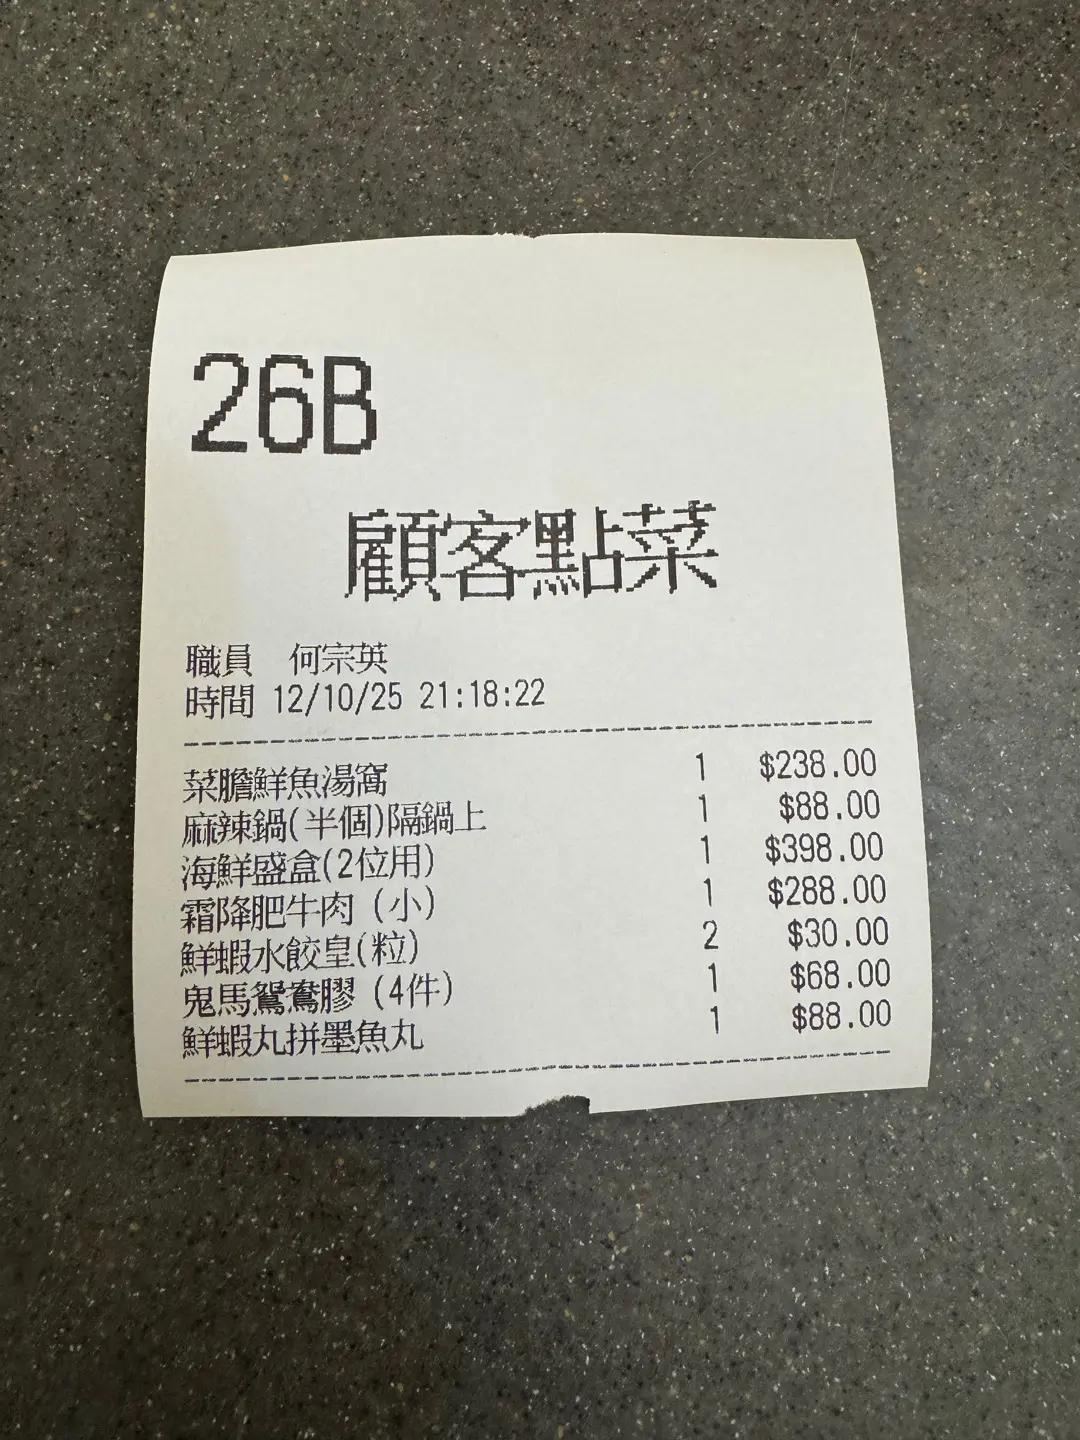 26B
顧客點菜
職員 何宗英
時間 12/10/25 21:18:22
菜膽鮮魚湯窩 1 $238.00
麻辣鍋(半個)隔鍋上 1 $88.00
海鮮盛盒(2位用) 1 $398.00
霜降肥牛肉 (小) 1 $288.00
鮮蝦水餃皇(粒) 2 $30.00
鬼馬鴛鴦膠 (4件) 1 $68.00
鮮蝦丸拼墨魚丸 1 $88.00